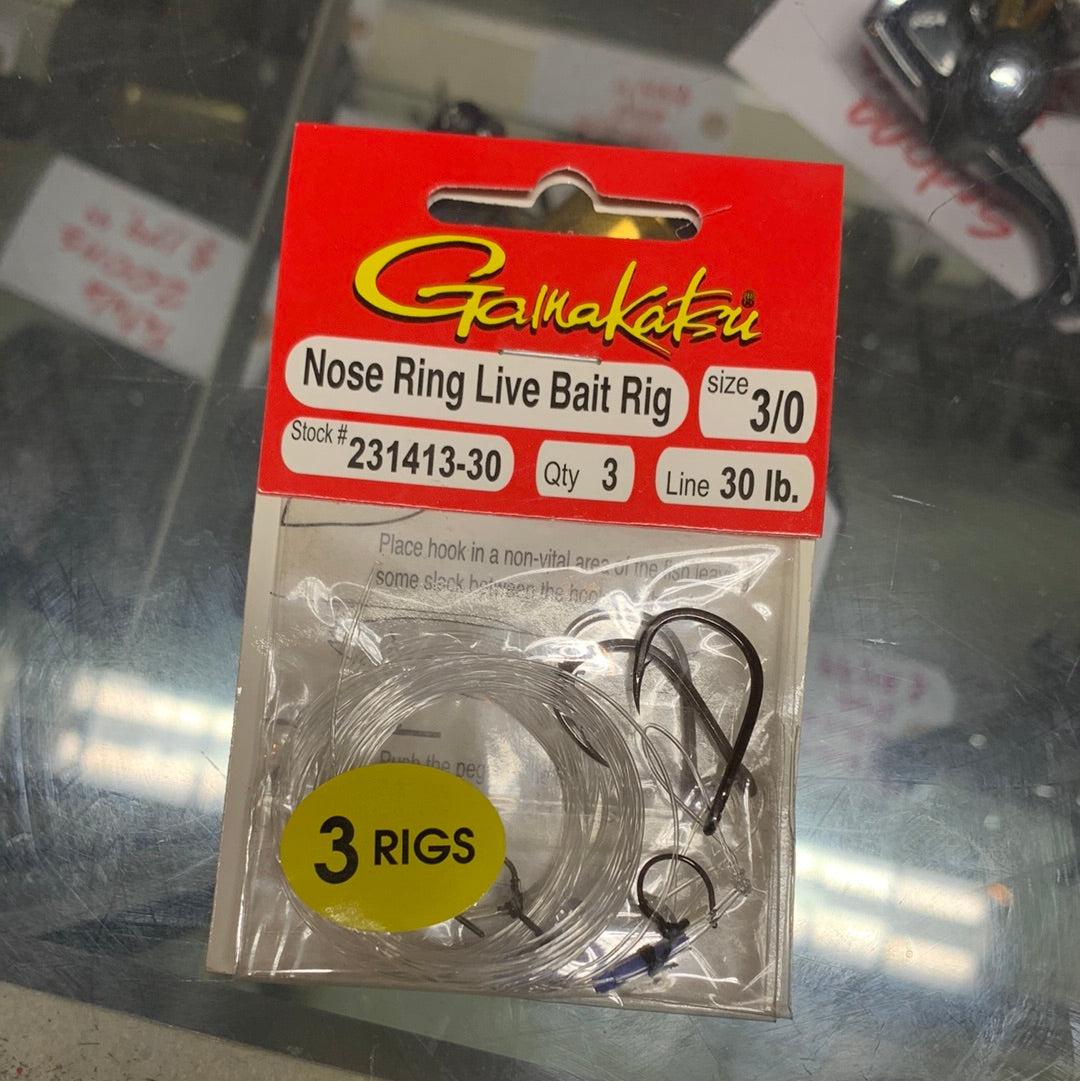 Gamakatsu®
Nose Ring Live Bait Rig
size 3/0
Stock # 231413-30
Qty 3
Line 30 lb.
Place hook in a non-vital area of the fish
some slack between the hook
Push the peg
3 RIGS